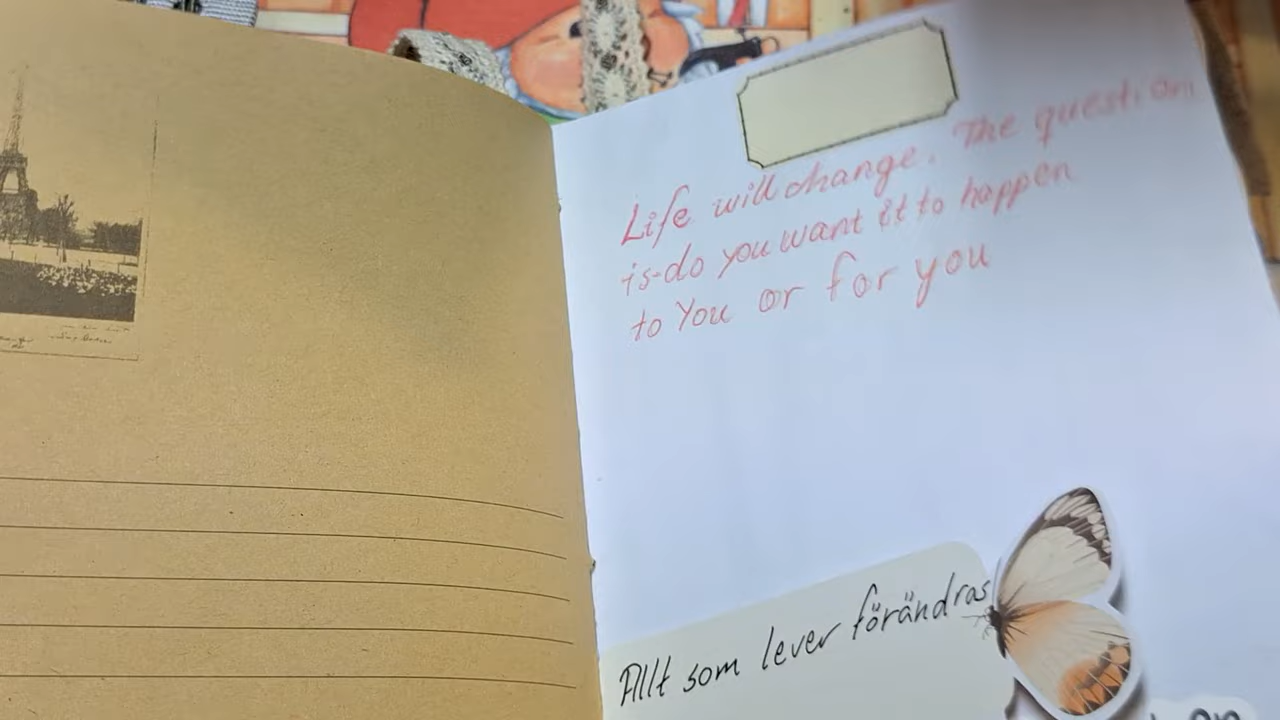 Life will change. The question
is-do you want it to happen
to You or for you
Allt som lever förändras